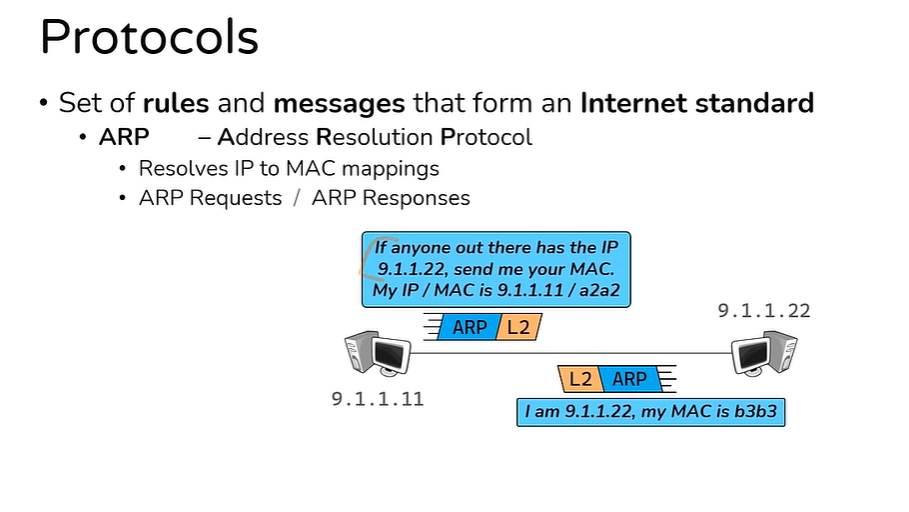 Protocols
• Set of rules and messages that form an Internet standard
• ARP – Address Resolution Protocol
• Resolves IP to MAC mappings
• ARP Requests / ARP Responses
If anyone out there has the IP
9.1.1.22, send me your MAC.
My IP / MAC is 9.1.1.11 / a2a2
9.1.1.22
ARP L2
9.1.1.11
L2 ARP
I am 9.1.1.22, my MAC is b3b3